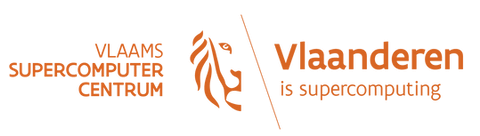 VLAAMS
SUPERCOMPUTER
CENTRUM
Vlaanderen
is supercomputing